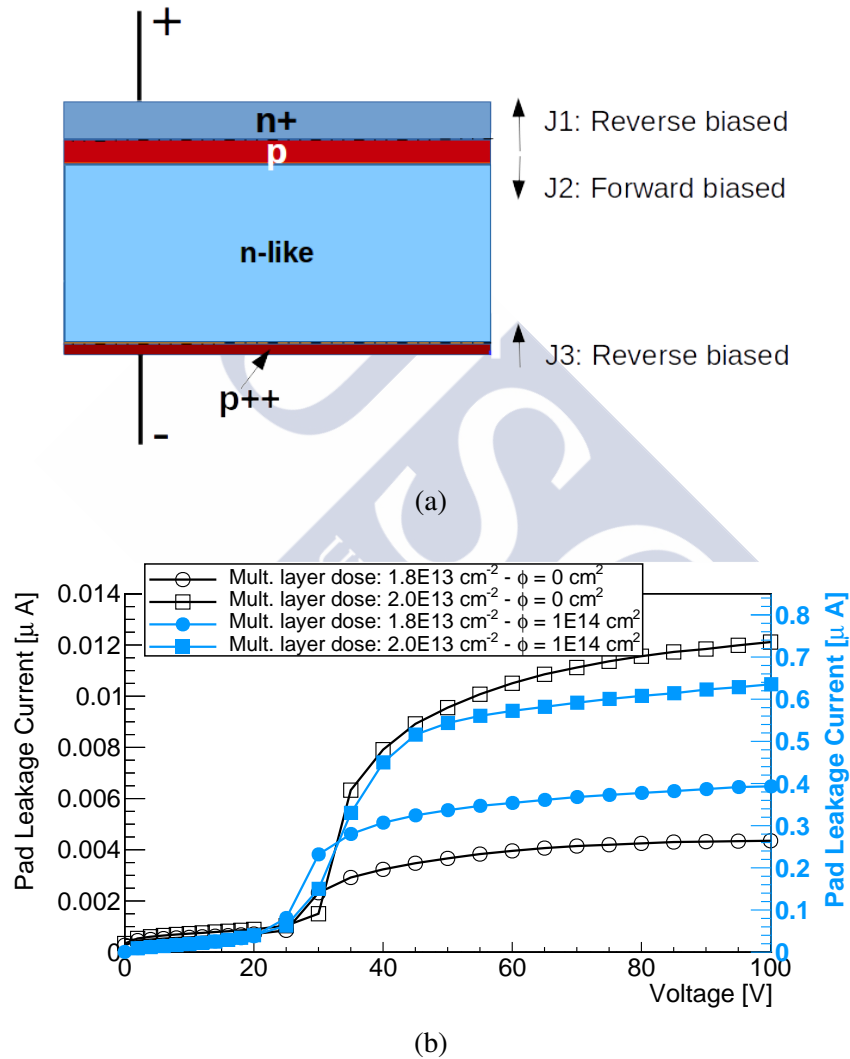 +
n+
J1: Reverse biased
p
J2: Forward biased
n-like
J3: Reverse biased
p++
-
(a)
Mult. layer dose: 1.8E13 cm⁻² - ϕ = 0 cm²
Mult. layer dose: 2.0E13 cm⁻² - ϕ = 0 cm²
Mult. layer dose: 1.8E13 cm⁻² - ϕ = 1E14 cm²
Mult. layer dose: 2.0E13 cm⁻² - ϕ = 1E14 cm²
Pad Leakage Current [μ A]
0.014
0.012
0.01
0.008
0.006
0.004
0.002
0
0.8
0.7
0.6
0.5
0.4
0.3
0.2
0.1
0
Pad Leakage Current [μ A]
0 20 40 60 80 100
Voltage [V]
(b)